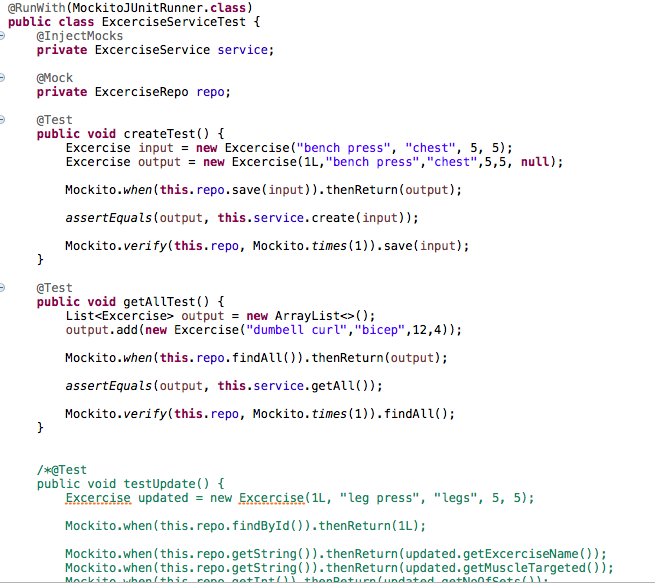 @RunWith(MockitoJUnitRunner.class)
public class ExcerciseServiceTest {
    @InjectMocks
    private ExcerciseService service;

    @Mock
    private ExcerciseRepo repo;

    @Test
    public void createTest() {
        Excercise input = new Excercise("bench press", "chest", 5, 5);
        Excercise output = new Excercise(1L,"bench press","chest",5,5, null);

        Mockito.when(this.repo.save(input)).thenReturn(output);

        assertEquals(output, this.service.create(input));

        Mockito.verify(this.repo, Mockito.times(1)).save(input);
    }

    @Test
    public void getAllTest() {
        List<Excercise> output = new ArrayList<>();
        output.add(new Excercise("dumbell curl","bicep",12,4));

        Mockito.when(this.repo.findAll()).thenReturn(output);

        assertEquals(output, this.service.getAll());

        Mockito.verify(this.repo, Mockito.times(1)).findAll();
    }


    /*@Test
    public void testUpdate() {
        Excercise updated = new Excercise(1L, "leg press", "legs", 5, 5);

        Mockito.when(this.repo.findById()).thenReturn(1L);

        Mockito.when(this.repo.getString()).thenReturn(updated.getExcerciseName());
        Mockito.when(this.repo.getString()).thenReturn(updated.getMuscleTargeted());
        Mockito.when(this.repo.getInt()).thenReturn(updated.getNoOfSets());